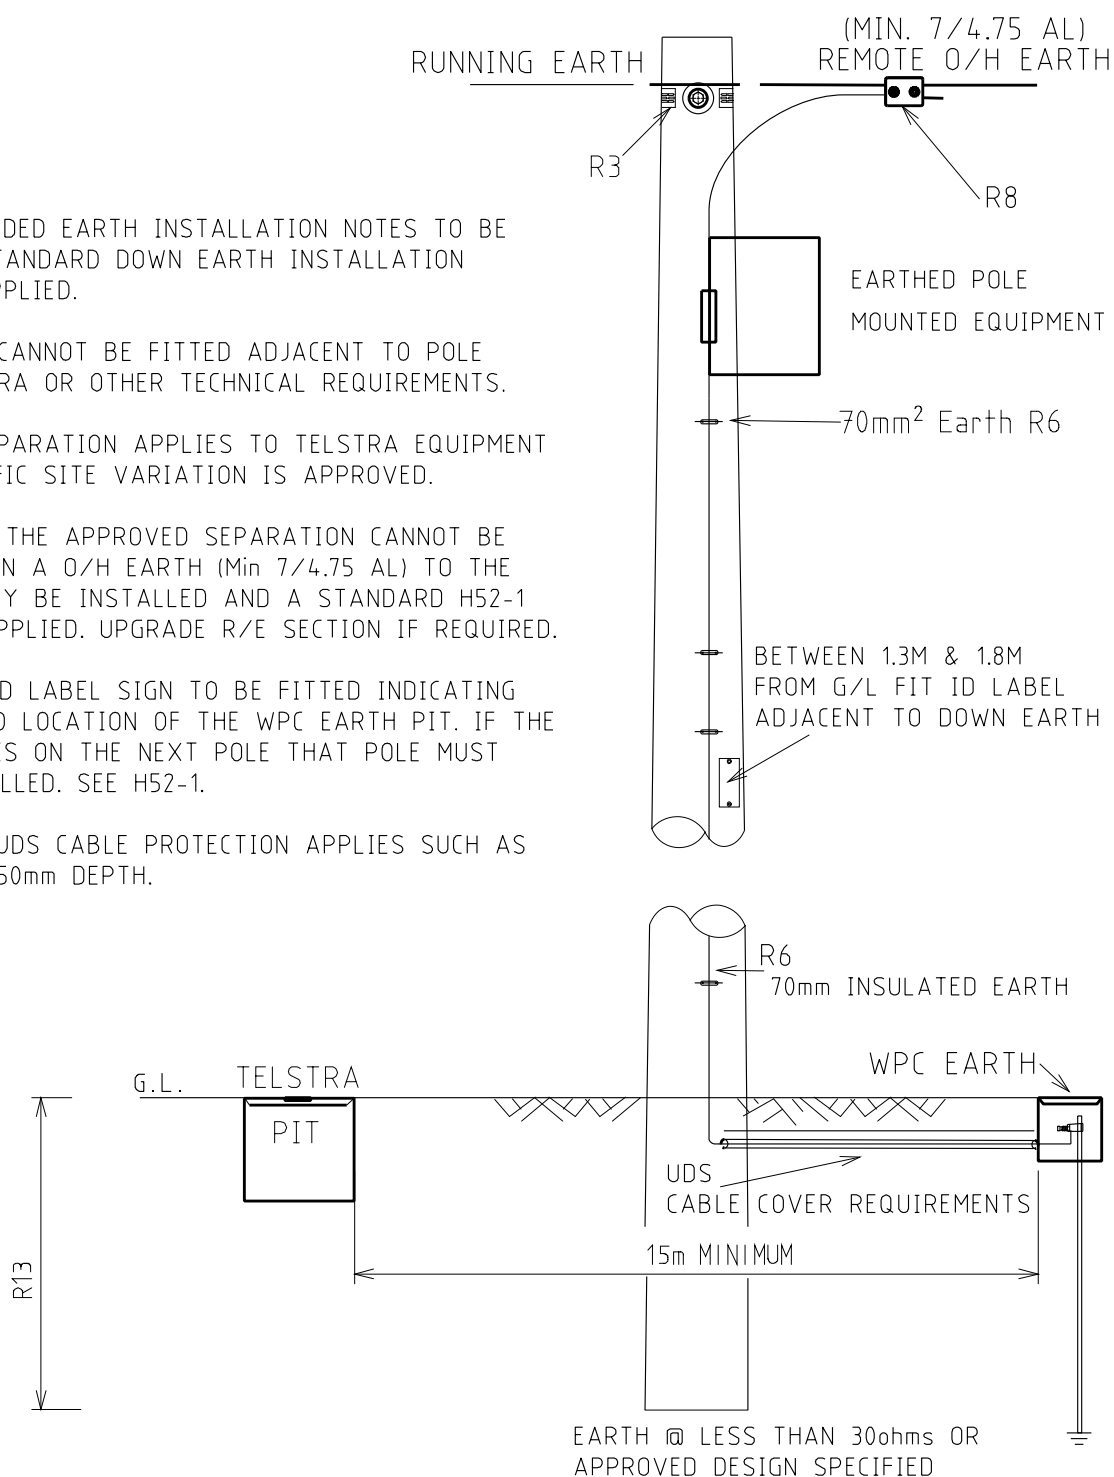 (MIN. 7/4.75 AL)
REMOTE O/H EARTH
RUNNING EARTH
R3
R8
DED EARTH INSTALLATION NOTES TO BE
TANDARD DOWN EARTH INSTALLATION
PPLIED.
CANNOT BE FITTED ADJACENT TO POLE
RA OR OTHER TECHNICAL REQUIREMENTS.
PARATION APPLIES TO TELSTRA EQUIPMENT
FIC SITE VARIATION IS APPROVED.
THE APPROVED SEPARATION CANNOT BE
N A O/H EARTH (Min 7/4.75 AL) TO THE
Y BE INSTALLED AND A STANDARD H52-1
PPLIED. UPGRADE R/E SECTION IF REQUIRED.
D LABEL SIGN TO BE FITTED INDICATING
D LOCATION OF THE WPC EARTH PIT. IF THE
ES ON THE NEXT POLE THAT POLE MUST
LLED. SEE H52-1.
UDS CABLE PROTECTION APPLIES SUCH AS
50mm DEPTH.
EARTHED POLE
MOUNTED EQUIPMENT
70mm² Earth R6
BETWEEN 1.3M & 1.8M
FROM G/L FIT ID LABEL
ADJACENT TO DOWN EARTH
R6
70mm INSULATED EARTH
WPC EARTH
G.L.
TELSTRA
PIT
UDS
CABLE COVER REQUIREMENTS
15m MINIMUM
R13
EARTH @ LESS THAN 30ohms OR
APPROVED DESIGN SPECIFIED